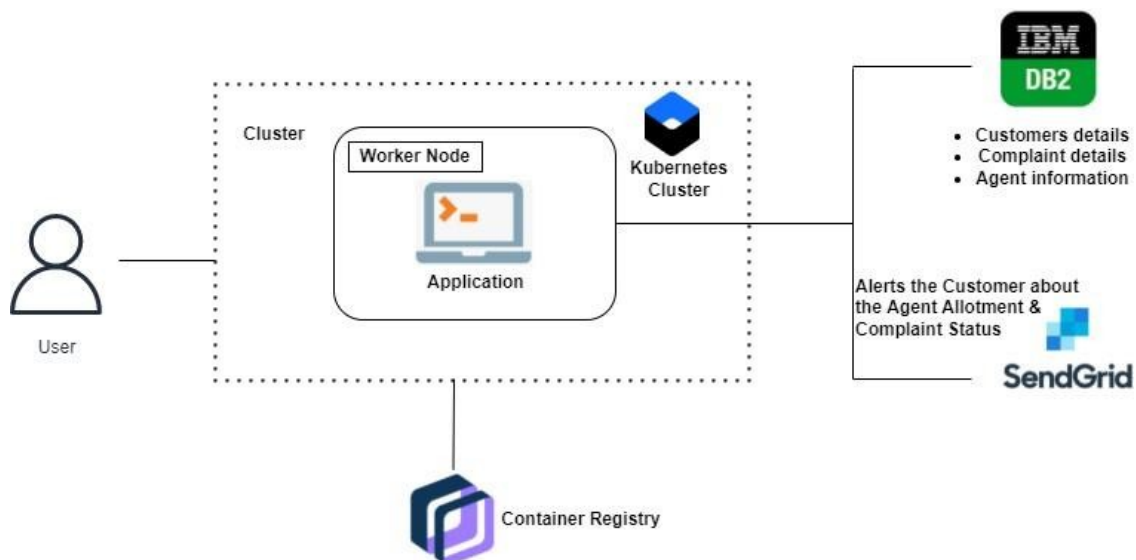 IBM
DB2
• Customers details
• Complaint details
• Agent information
Cluster
Worker Node
Kubernetes
Cluster
Application
User
Alerts the Customer about
the Agent Allotment &
Complaint Status
SendGrid
Container Registry